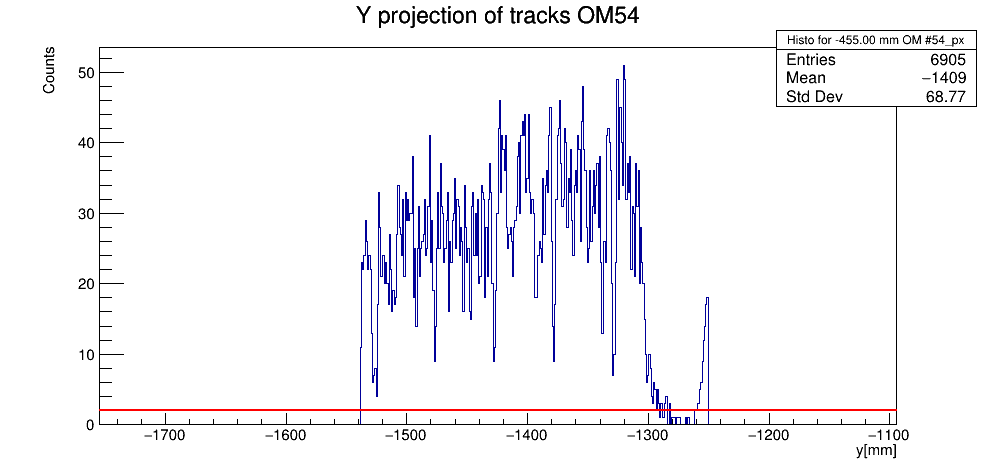 Y projection of tracks OM54
Histo for -455.00 mm OM #54_px
Entries 6905
Mean −1409
Std Dev 68.77
Counts
50
40
30
20
10
0
−1700 −1600 −1500 −1400 −1300 −1200 −1100
y[mm]